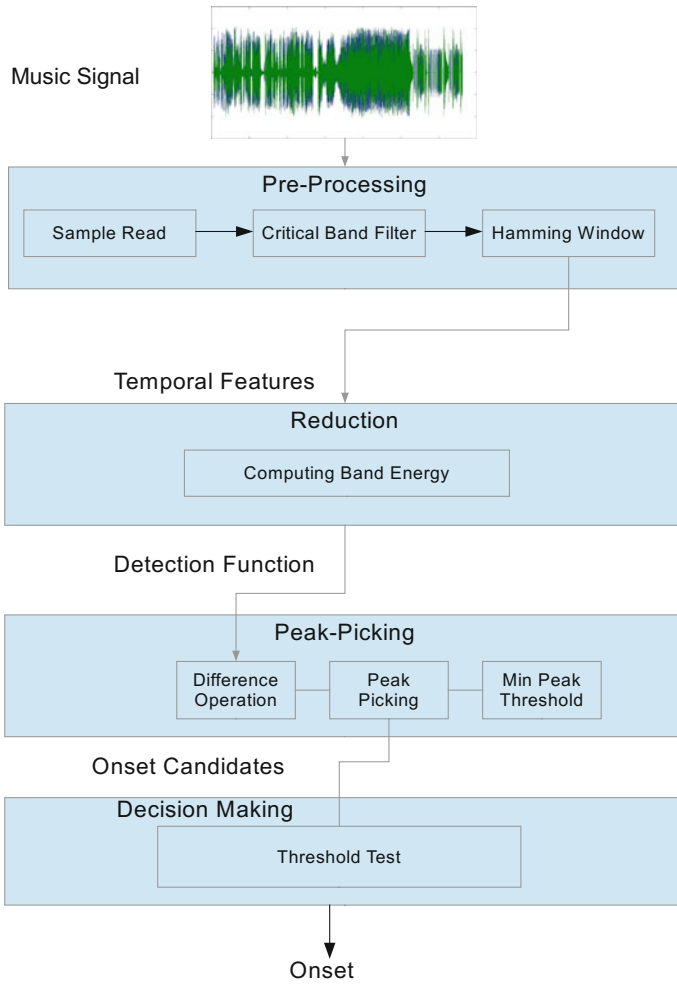 Music Signal
Pre-Processing
Sample Read
Critical Band Filter
Hamming Window
Temporal Features
Reduction
Computing Band Energy
Detection Function
Peak-Picking
Difference
Operation
Peak
Picking
Min Peak
Threshold
Onset Candidates
Decision Making
Threshold Test
Onset